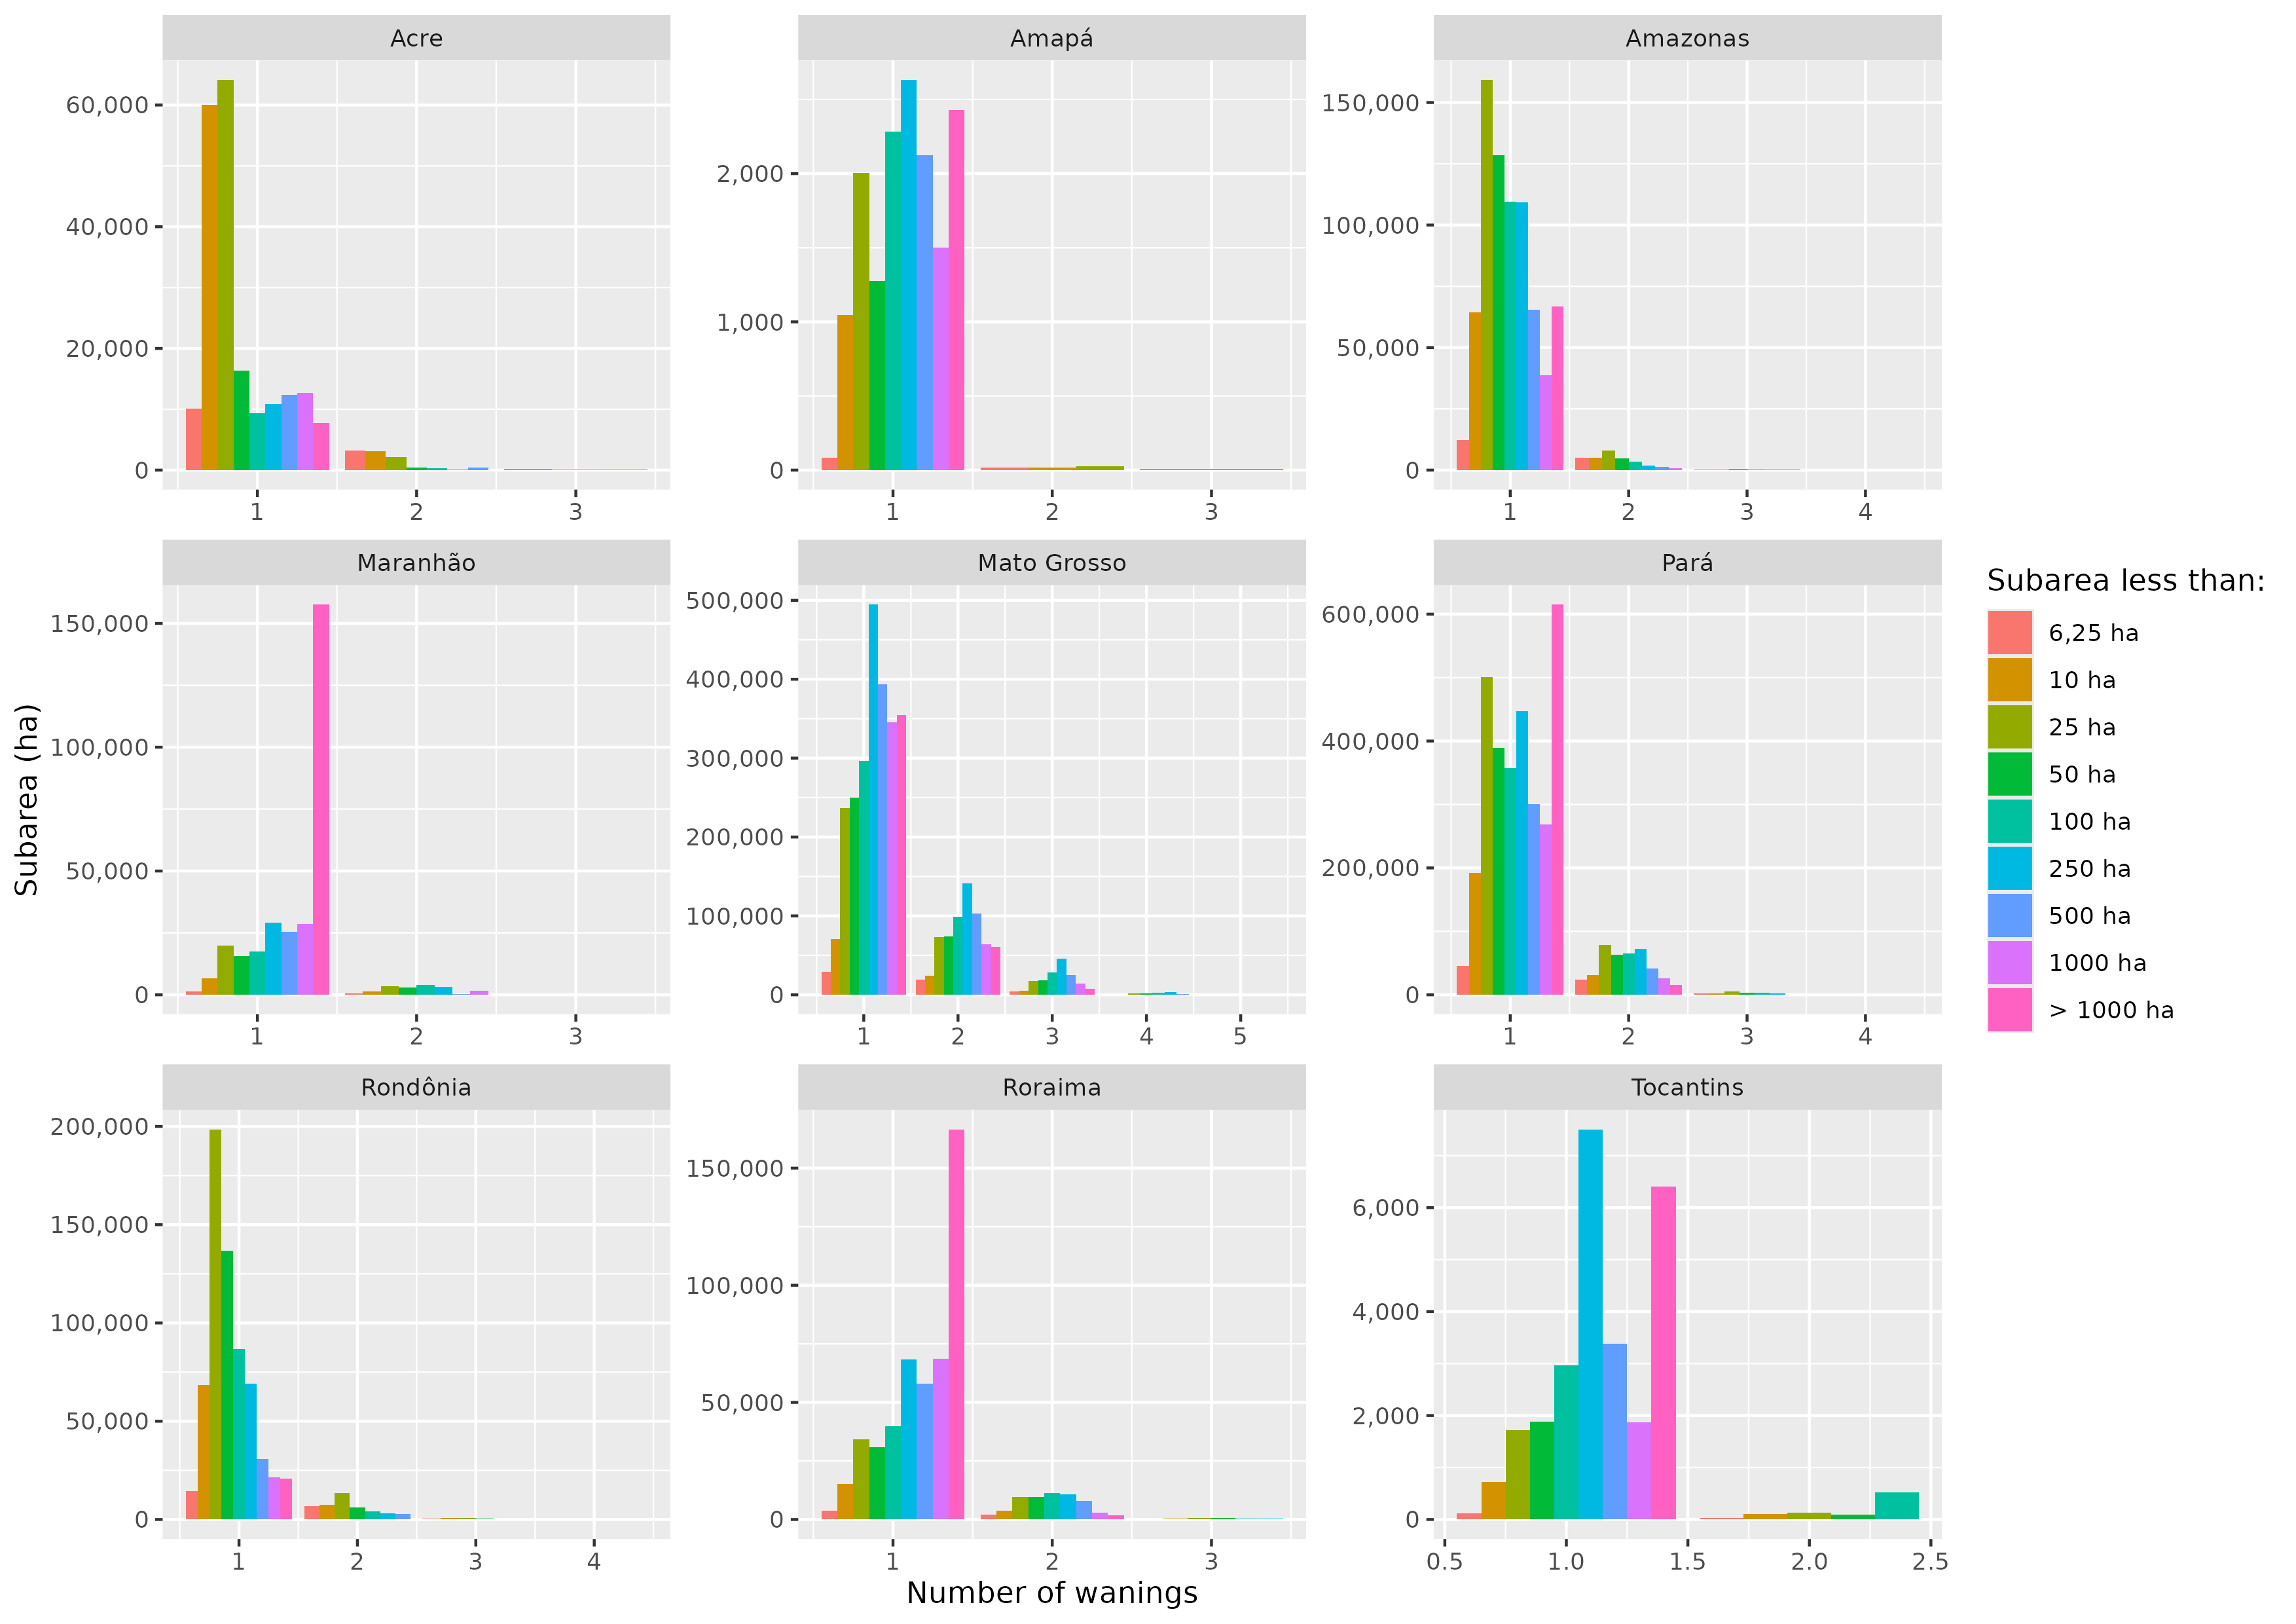 Acre
Amapá
Amazonas
60,000
40,000
20,000
0
1 2 3
2,000
1,000
0
1 2 3
150,000
100,000
50,000
0
1 2 3 4
Maranhão
Mato Grosso
Pará
Subarea (ha)
150,000
100,000
50,000
0
1 2 3
500,000
400,000
300,000
200,000
100,000
0
1 2 3 4 5
600,000
400,000
200,000
0
1 2 3 4
Subarea less than:
6,25 ha
10 ha
25 ha
50 ha
100 ha
250 ha
500 ha
1000 ha
> 1000 ha
Rondônia
Roraima
Tocantins
200,000
150,000
100,000
50,000
0
1 2 3 4
150,000
100,000
50,000
0
1 2 3
6,000
4,000
2,000
0
0.5 1.0 1.5 2.0 2.5
Number of wanings